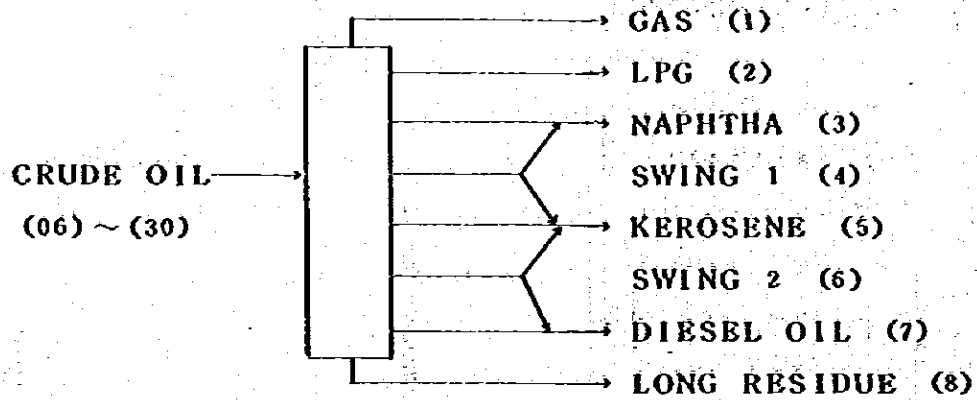 GAS (1)
LPG (2)
NAPHTHA (3)
CRUDE OIL
SWING 1 (4)
(06) ~ (30)
KEROSENE (5)
SWING 2 (6)
DIESEL OIL (7)
LONG RESIDUE (8)